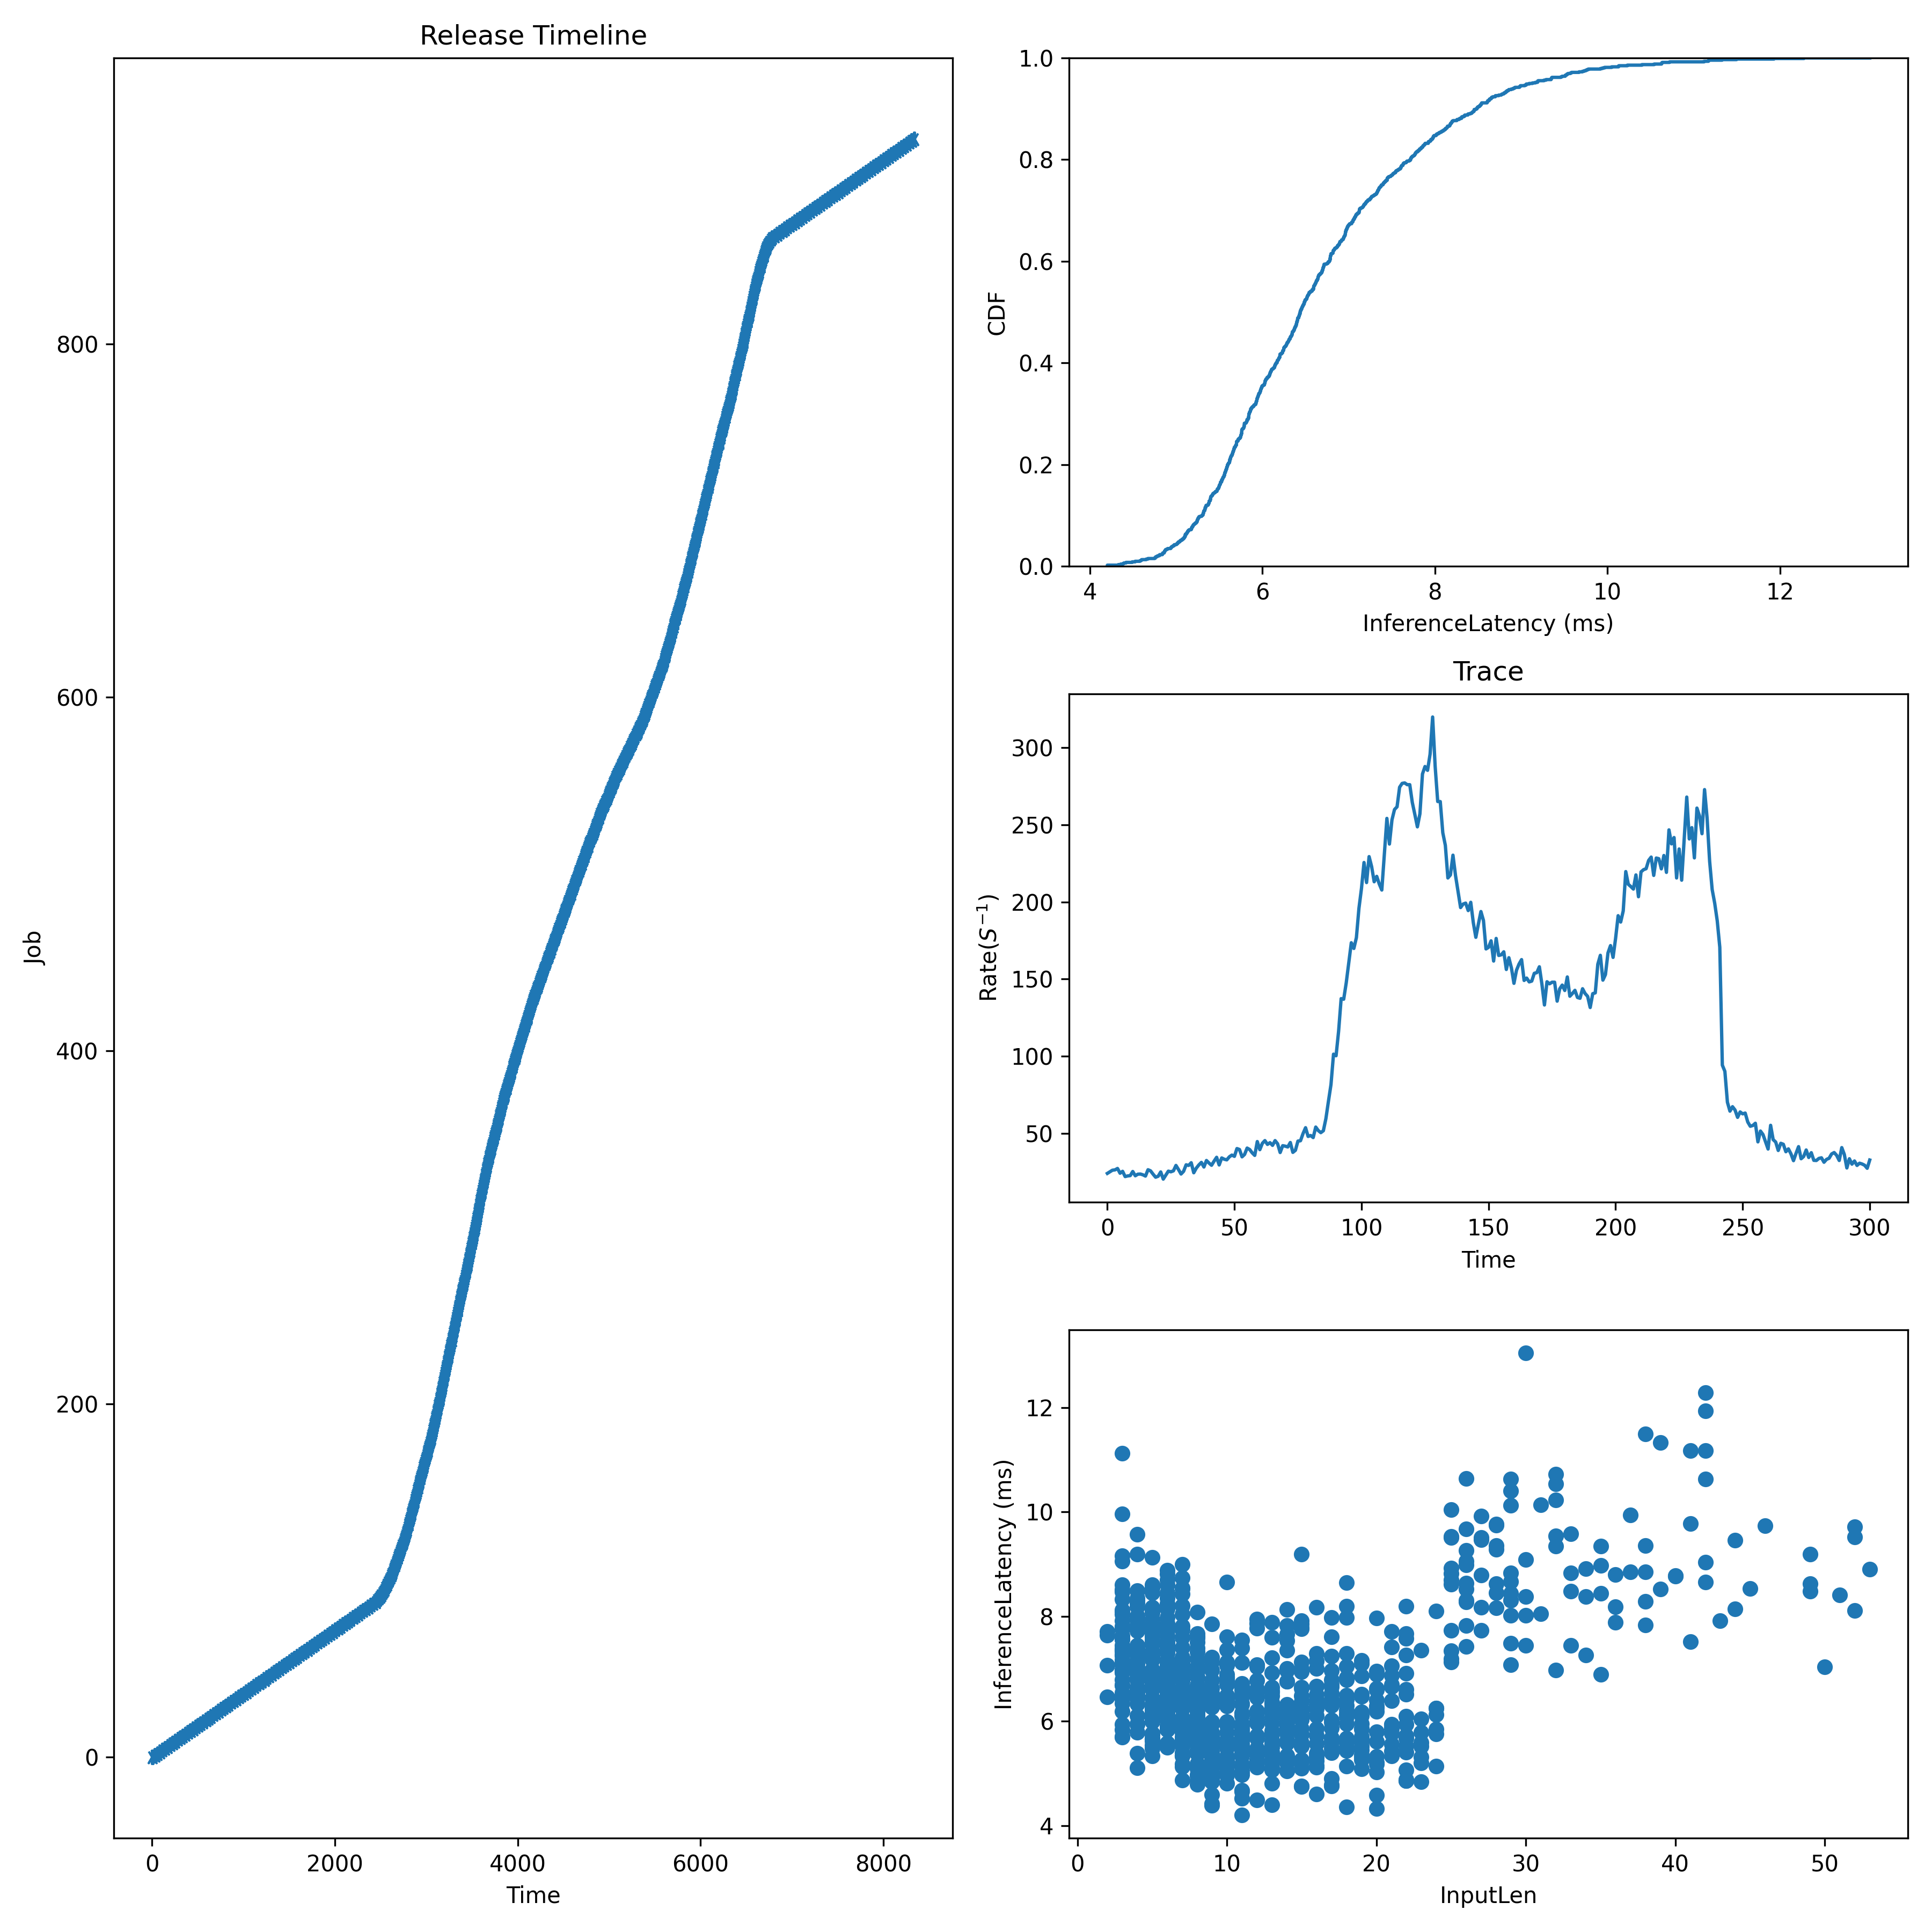 Release Timeline
Job
800
600
400
200
0
0 2000 4000 6000 8000
Time
CDF
1.0
0.8
0.6
0.4
0.2
0.0
4 6 8 10 12
InferenceLatency (ms)
Trace
Rate(S⁻¹)
300
250
200
150
100
50
0 50 100 150 200 250 300
Time
InferenceLatency (ms)
12
10
8
6
4
0 10 20 30 40 50
InputLen